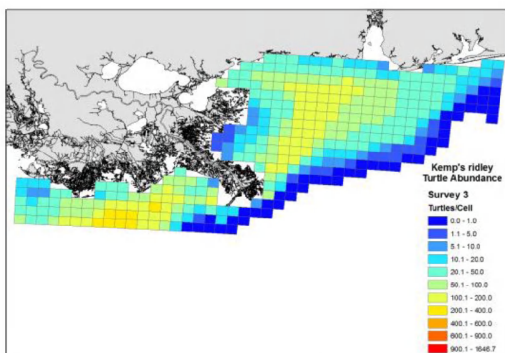 Kemp's ridley
Turtle Abundance
Survey 3
Turtles/Cell
0.0 - 1.0
1.1 - 5.0
5.1 - 10.0
10.1 - 20.0
20.1 - 50.0
50.1 - 100.0
100.1 - 200.0
200.1 - 400.0
400.1 - 600.0
600.1 - 900.0
900.1 - 1646.7